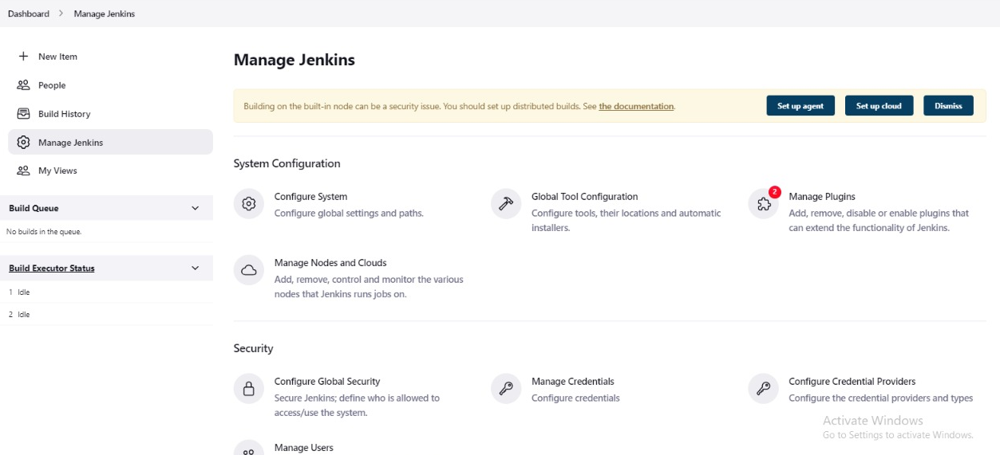 Dashboard > Manage Jenkins
New Item
People
Build History
Manage Jenkins
My Views
Build Queue
No builds in the queue.
Build Executor Status
1 Idle
2 Idle
Manage Jenkins
Building on the built-in node can be a security issue. You should set up distributed builds. See the documentation.
Set up agent
Set up cloud
Dismiss
System Configuration
Configure System
Configure global settings and paths.
Global Tool Configuration
Configure tools, their locations and automatic
installers.
2
Manage Plugins
Add, remove, disable or enable plugins that
can extend the functionality of Jenkins.
Manage Nodes and Clouds
Add, remove, control and monitor the various
nodes that Jenkins runs jobs on.
Security
Configure Global Security
Secure Jenkins; define who is allowed to
access/use the system.
Manage Credentials
Configure credentials
Configure Credential Providers
Configure the credential providers and types
Manage Users
Activate Windows
Go to Settings to activate Windows.